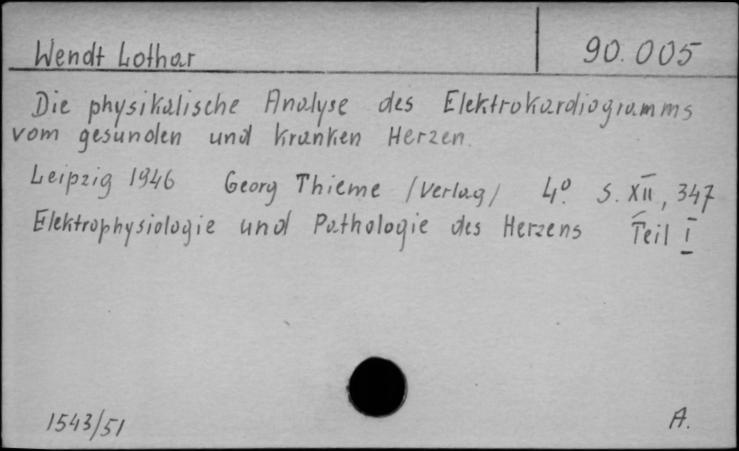 Wendt Lothar 90.005
Die physikalische Analyse des Elektrokardiogramms
vom gesunden und kranken Herzen.
Leipzig 1946 Georg Thieme /Verlag/ 4º. S. XII, 347
Elektrophysiologie und Pathologie des Herzens Teil I
1543/51 A.